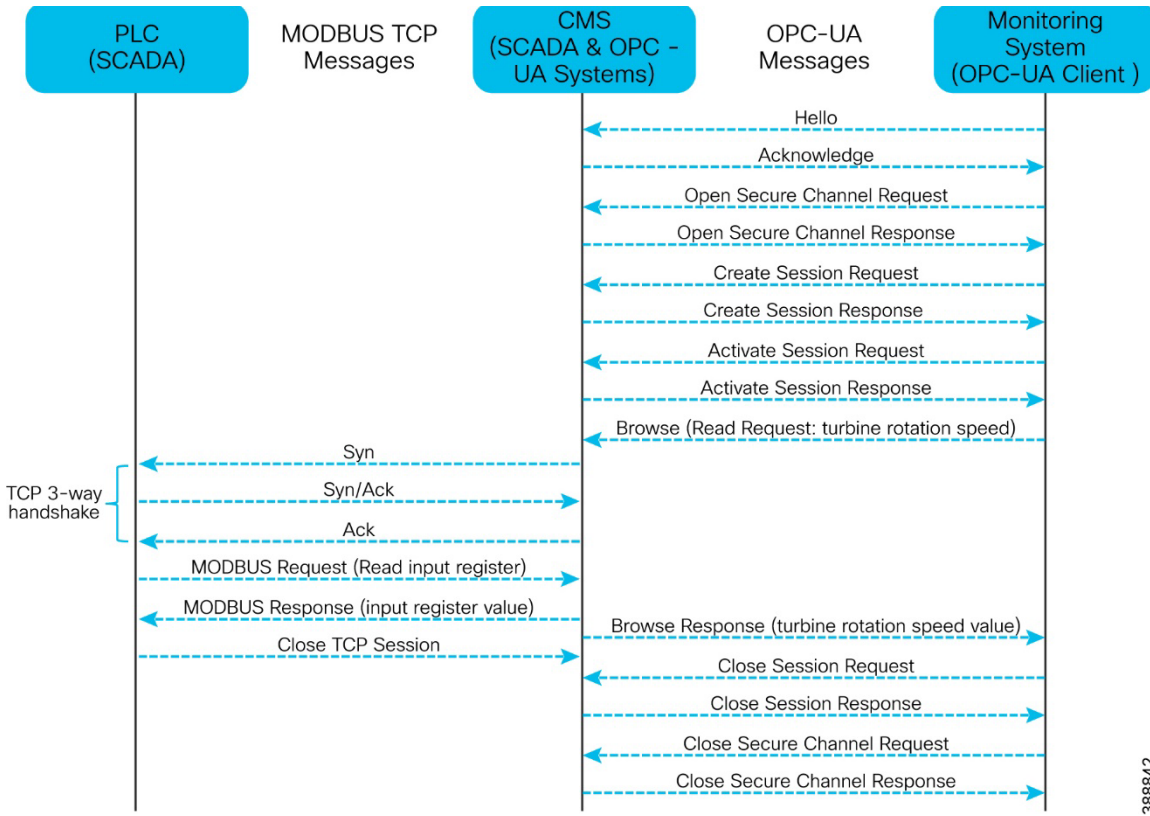 PLC
(SCADA)
MODBUS TCP
Messages
CMS
(SCADA & OPC -
UA Systems)
OPC-UA
Messages
Monitoring
System
(OPC-UA Client )
Hello
Acknowledge
Open Secure Channel Request
Open Secure Channel Response
Create Session Request
Create Session Response
Activate Session Request
Activate Session Response
Browse (Read Request: turbine rotation speed)
Syn
TCP 3-way
handshake
Syn/Ack
Ack
MODBUS Request (Read input register)
MODBUS Response (input register value)
Browse Response (turbine rotation speed value)
Close TCP Session
Close Session Request
Close Session Response
Close Secure Channel Request
Close Secure Channel Response
388842